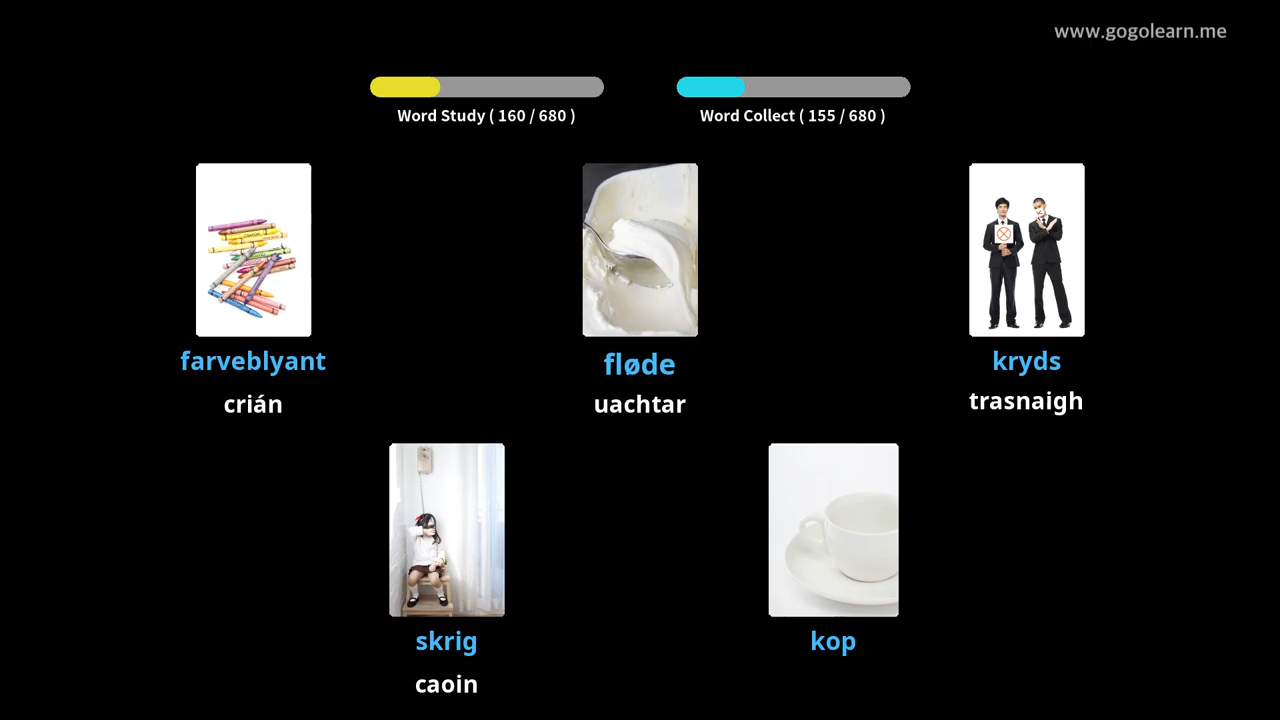 www.gogolearn.me
Word Study ( 160 / 680 )
Word Collect ( 155 / 680 )
farveblyant
crián
fløde
uachtar
kryds
trasnaigh
skrig
caoin
kop